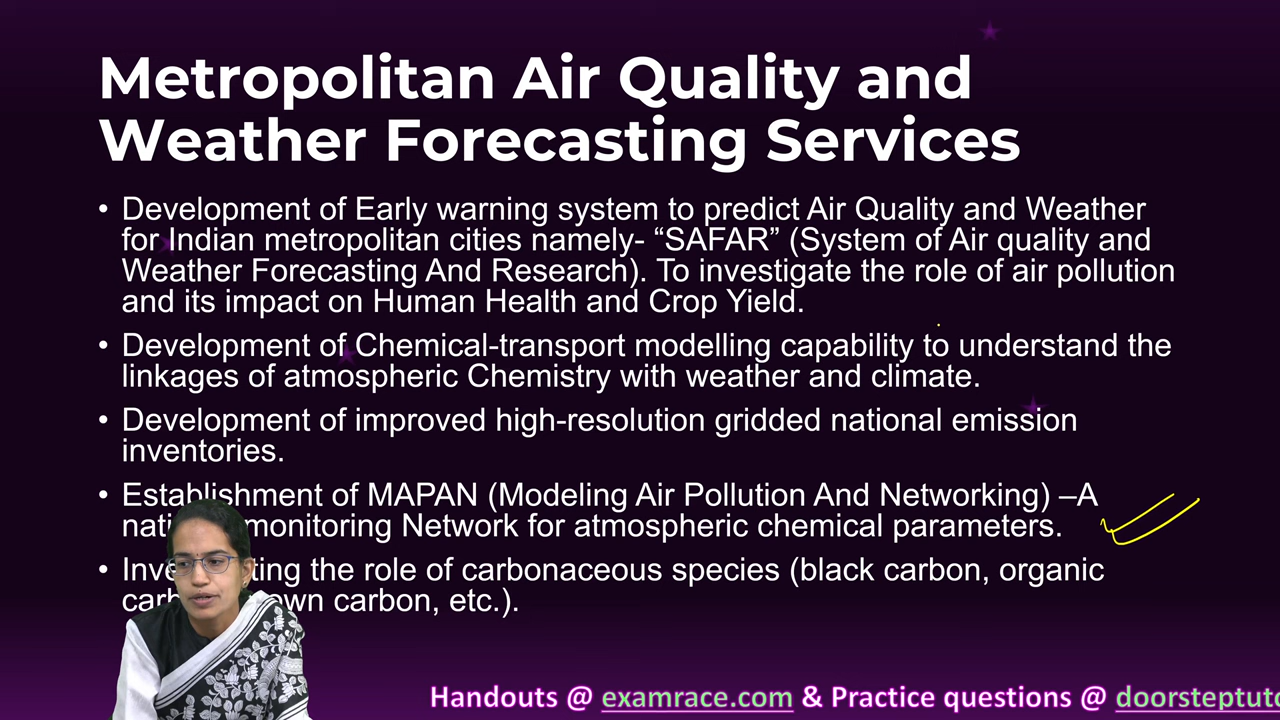 Metropolitan Air Quality and
Weather Forecasting Services
• Development of Early warning system to predict Air Quality and Weather
for Indian metropolitan cities namely- “SAFAR” (System of Air quality and
Weather Forecasting And Research). To investigate the role of air pollution
and its impact on Human Health and Crop Yield.
• Development of Chemical-transport modelling capability to understand the
linkages of atmospheric Chemistry with weather and climate.
• Development of improved high-resolution gridded national emission
inventories.
• Establishment of MAPAN (Modeling Air Pollution And Networking) –A
monitoring Network for atmospheric chemical parameters.
• the role of carbonaceous species (black carbon, organic
carbon, etc.).
Handouts @ examrace.com & Practice questions @ doorsteptut